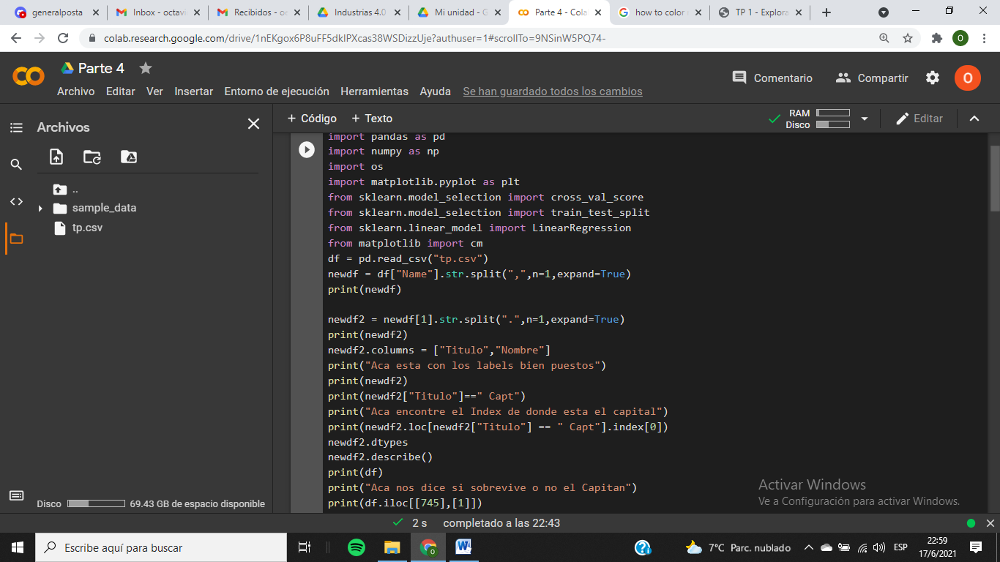 generalposta
Inbox - octavi
Recibidos - o
Industrias 4.0
Mi unidad - G
Parte 4 - Cola
how to color
TP 1 - Explora
colab.research.google.com/drive/1nEKgox6P8uFF5dkIPXcas38WSDizzUje?authuser=1#scrollTo=9NSinW5PQ74-
O
Parte 4
Comentario
Compartir
O
Archivo Editar Ver Insertar Entorno de ejecución Herramientas Ayuda Se han guardado todos los cambios
Archivos
+ Código + Texto
RAM
Disco
Editar
..
sample_data
tp.csv
import pandas as pd
import numpy as np
import os
import matplotlib.pyplot as plt
from sklearn.model_selection import cross_val_score
from sklearn.model_selection import train_test_split
from sklearn.linear_model import LinearRegression
from matplotlib import cm
df = pd.read_csv("tp.csv")
newdf = df["Name"].str.split(",",n=1,expand=True)
print(newdf)
newdf2 = newdf[1].str.split(".",n=1,expand=True)
print(newdf2)
newdf2.columns = ["Titulo","Nombre"]
print("Aca esta con los labels bien puestos")
print(newdf2)
print(newdf2["Titulo"]==" Capt")
print("Aca encontre el Index de donde esta el capital")
print(newdf2.loc[newdf2["Titulo"] == " Capt"].index[0])
newdf2.dtypes
newdf2.describe()
print(df)
print("Aca nos dice si sobrevive o no el Capitan")
print(df.iloc[[745],[1]])
Disco 69.43 GB de espacio disponible
Activar Windows
Ve a Configuración para activar Windows.
2 s completado a las 22:43
Escribe aquí para buscar
7°C Parc. nublado
ESP
22:59
17/6/2021